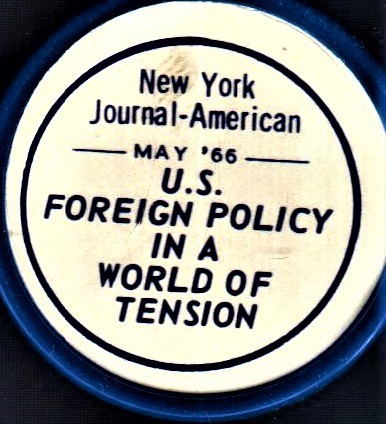 New York
Journal-American
MAY '66
U.S.
FOREIGN POLICY
IN A
WORLD OF
TENSION